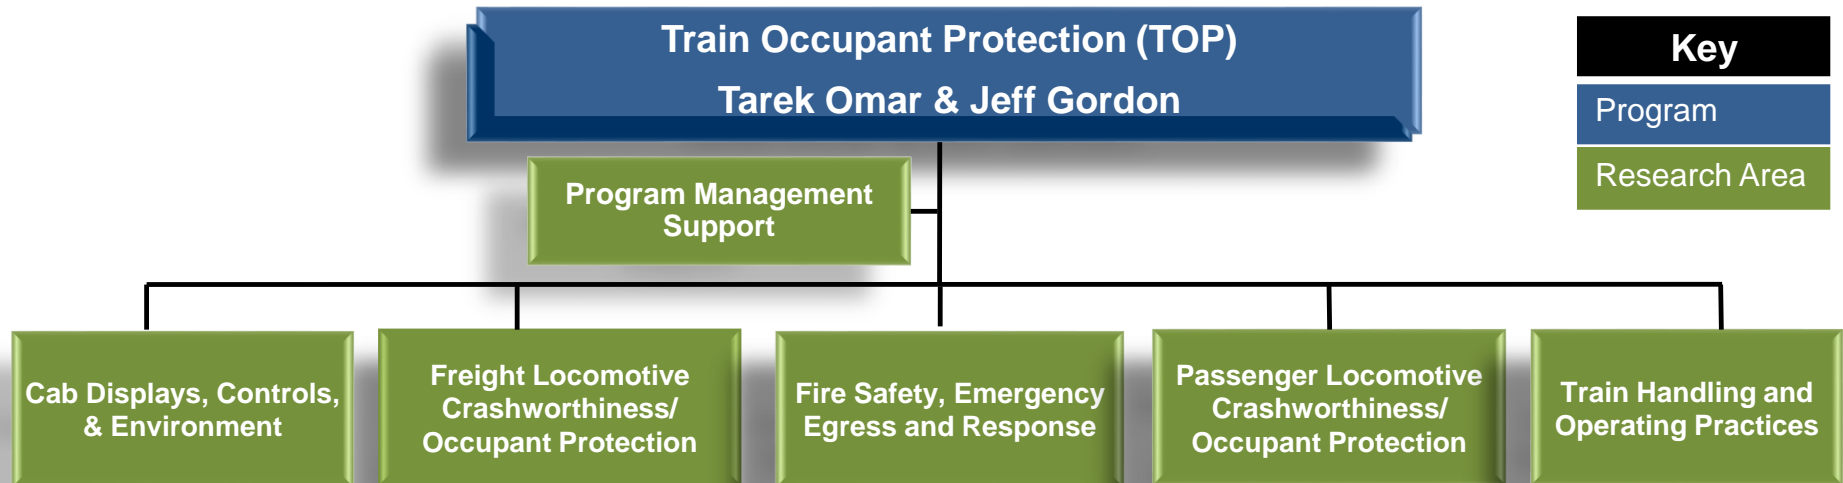 Train Occupant Protection (TOP)
Tarek Omar & Jeff Gordon
Key
Program
Research Area
Program Management
Support
Cab Displays, Controls,
& Environment
Freight Locomotive
Crashworthiness/
Occupant Protection
Fire Safety, Emergency
Egress and Response
Passenger Locomotive
Crashworthiness/
Occupant Protection
Train Handling and
Operating Practices